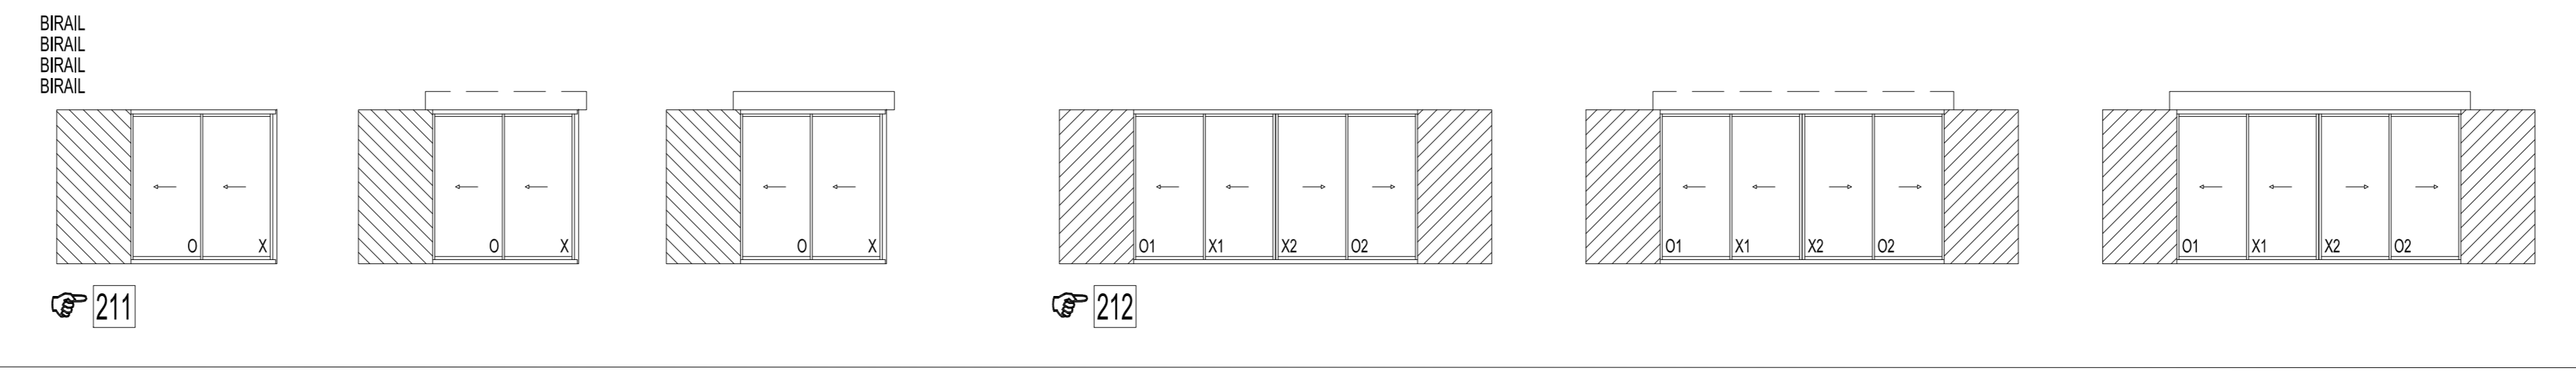 BIRAIL
BIRAIL
BIRAIL
BIRAIL
O X
O X
O X
O1 X1 X2 O2
O1 X1 X2 O2
O1 X1 X2 O2
211
212